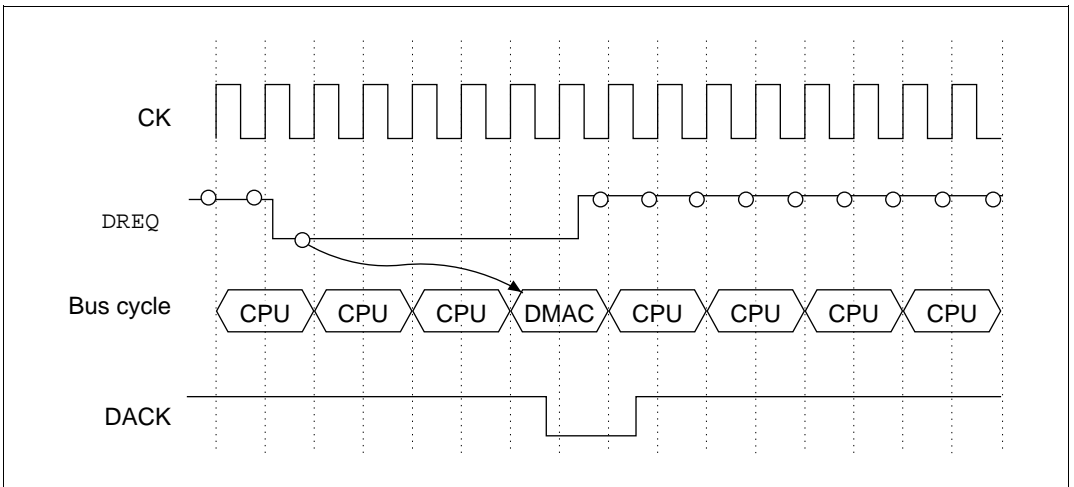 CK
DREQ
Bus cycle CPU CPU CPU DMAC CPU CPU CPU CPU
DACK